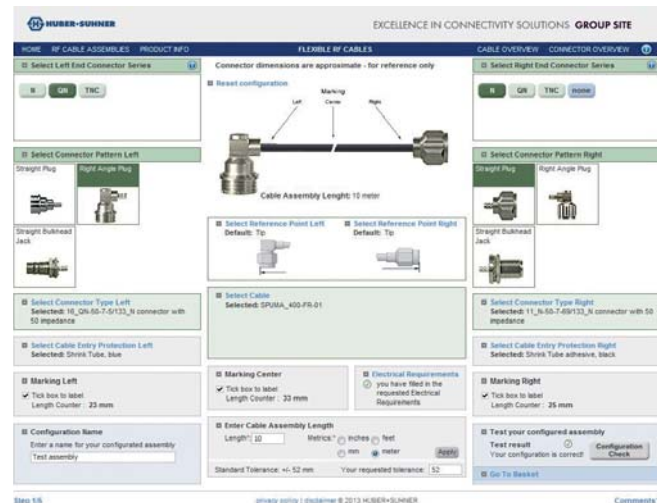 HUBER+SUHNER
EXCELLENCE IN CONNECTIVITY SOLUTIONS GROUP SITE
HOME RF CABLE ASSEMBLIES PRODUCT INFO
FLEXIBLE RF CABLES
CABLE OVERVIEW CONNECTOR OVERVIEW
Select Left End Connector Series
N QN TNC
Select Connector Pattern Left
Straight Plug
Right Angle Plug
Straight Bulkhead
Jack
Select Connector Type Left
Selected: 16_QN-50-7-5/133_N connector with
50 impedance
Select Cable Entry Protection Left
Selected: Shrink Tube, blue
Marking Left
Tick box to label
Length Counter : 23 mm
Configuration Name
Enter a name for your configurated assembly
Test assembly
Connector dimensions are approximate - for reference only
Reset configuration
Marking
Left Center Right
Cable Assembly Lenght: 10 meter
Select Reference Point Left
Default: Tip
Select Reference Point Right
Default: Tip
Select Cable
Selected: SPUMA_400-FR-01
Marking Center
Tick box to label
Length Counter : 33 mm
Electrical Requirements
you have filled in the
requested Electrical
Requirements
Enter Cable Assembly Length
Length*: 10 Metrics:* inches feet
mm meter Apply
Standard Tolerance: +/- 52 mm Your requested tolerance: 52
Select Right End Connector Series
N QN TNC none
Select Connector Pattern Right
Straight Plug
Right Angle Plug
Straight Bulkhead
Jack
Select Connector Type Right
Selected: 11_N-50-7-69/133_N connector with 50
impedance
Select Cable Entry Protection Right
Selected: Shrink Tube adhesive, black
Marking Right
Tick box to label
Length Counter : 25 mm
Test your configured assembly
Test result
Your configuration is correct!
Configuration
Check
Go To Basket
Step 1/5
privacy policy | disclaimer © 2013 HUBER+SUHNER
Comments